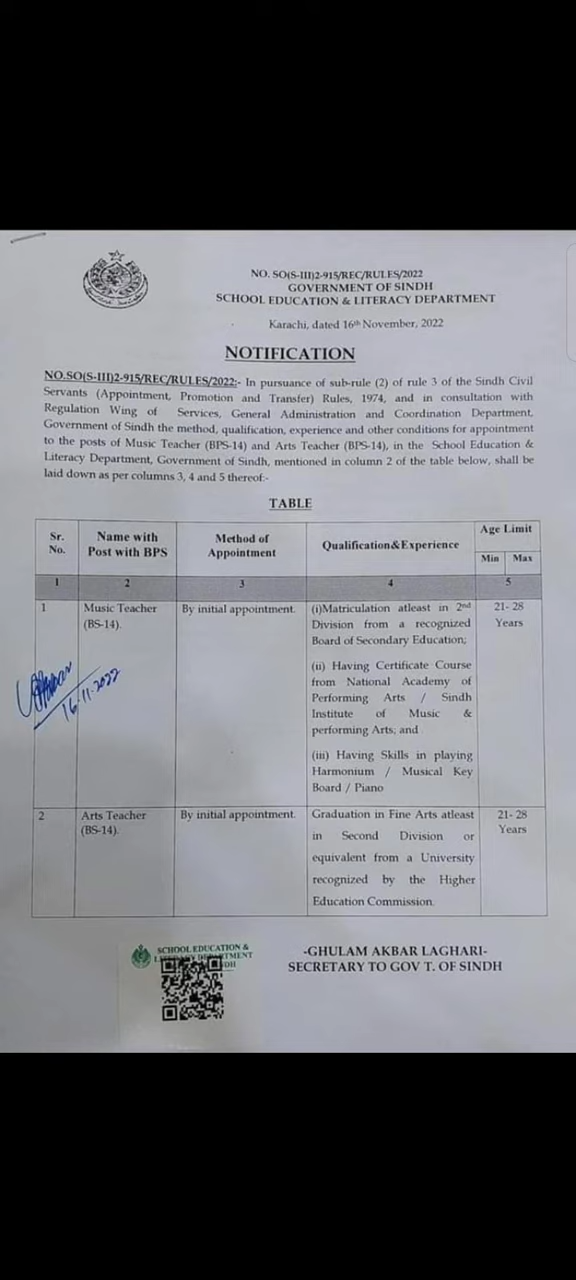 NO. SO(S-III)2-915/REC/RULES/2022
GOVERNMENT OF SINDH
SCHOOL EDUCATION & LITERACY DEPARTMENT
Karachi, dated 16th November, 2022
NOTIFICATION
NO.SO(S-III)2-915/REC/RULES/2022:- In pursuance of sub-rule (2) of rule 3 of the Sindh Civil
Servants (Appointment, Promotion and Transfer) Rules, 1974, and in consultation with
Regulation Wing of Services, General Administration and Coordination Department,
Government of Sindh the method, qualification, experience and other conditions for appointment
to the posts of Music Teacher (BPS-14) and Arts Teacher (BPS-14), in the School Education &
Literacy Department, Government of Sindh, mentioned in column 2 of the table below, shall be
laid down as per columns 3, 4 and 5 thereof:-
TABLE
Sr. No.
Name with Post with BPS
Method of Appointment
Qualification&Experience
Age Limit
Min Max
1 2 3 4 5
1
Music Teacher
(BS-14).
By initial appointment.
(i)Matriculation atleast in 2nd
Division from a recognized
Board of Secondary Education;
(ii) Having Certificate Course
from National Academy of
Performing Arts / Sindh
Institute of Music &
performing Arts; and
(iii) Having Skills in playing
Harmonium / Musical Key
Board / Piano
21- 28
Years
16.11.2022
2
Arts Teacher
(BS-14).
By initial appointment.
Graduation in Fine Arts atleast
in Second Division or
equivalent from a University
recognized by the Higher
Education Commission.
21- 28
Years
SCHOOL EDUCATION &
LITERACY DEPARTMENT
-GHULAM AKBAR LAGHARI-
SECRETARY TO GOV T. OF SINDH